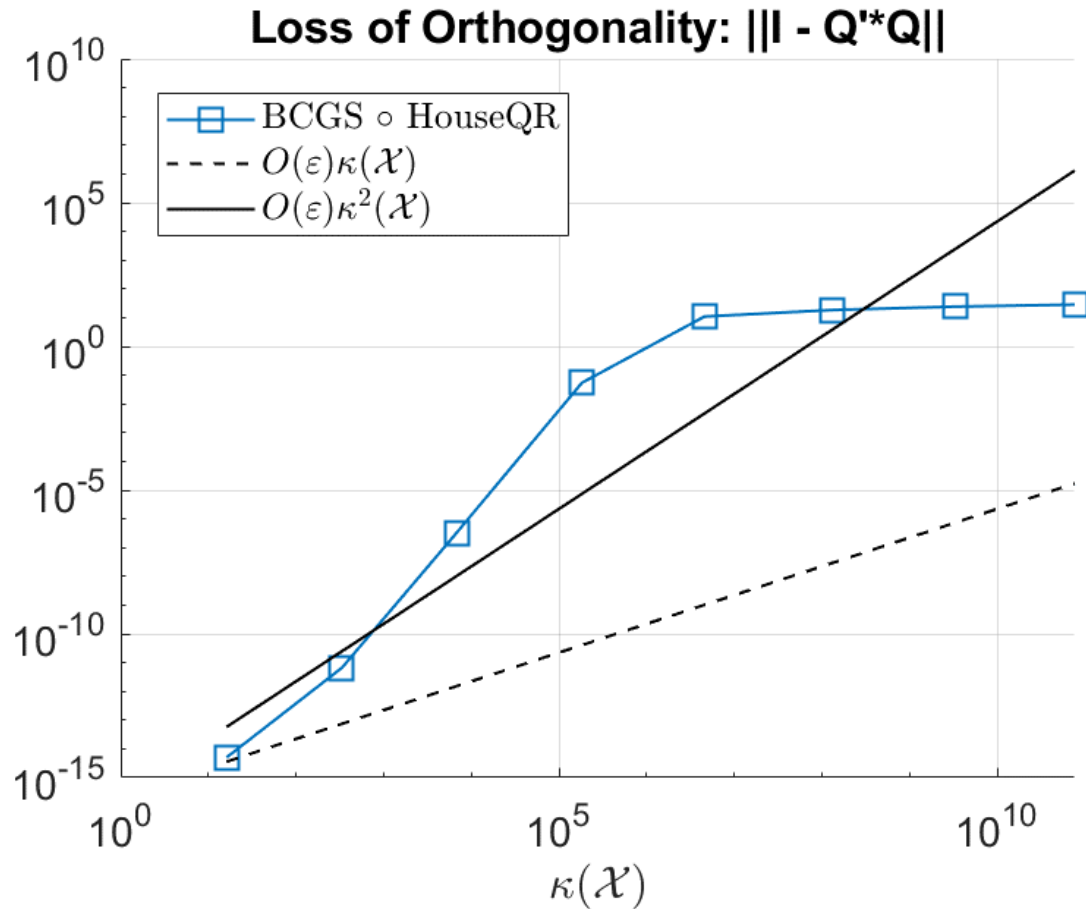 Loss of Orthogonality: ||I - Q'*Q||
10^10
BCGS ∘ HouseQR
O(ε)κ(𝒳)
O(ε)κ²(𝒳)
10^5
10^0
10^-5
10^-10
10^-15
10^0 10^5 10^10
κ(𝒳)